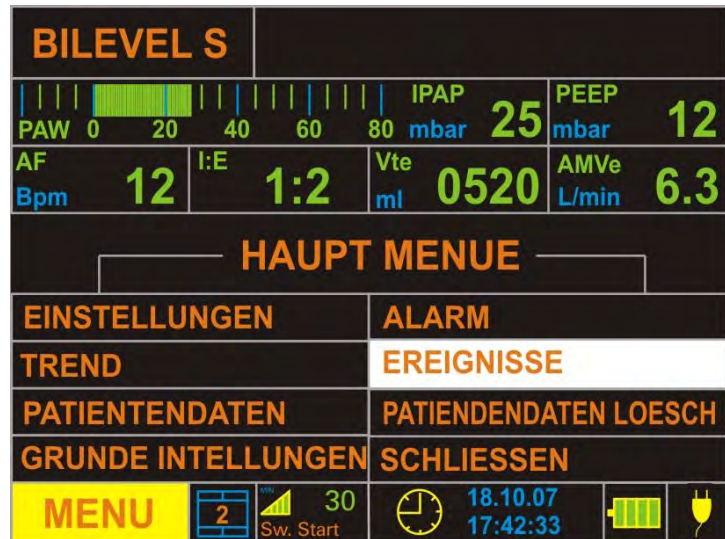 BILEVEL S
PAW 0 20 40 60 80
IPAP mbar 25
PEEP mbar 12
AF Bpm 12
I:E 1:2
Vte ml 0520
AMVe L/min 6.3
HAUPT MENUE
EINSTELLUNGEN
ALARM
TREND
EREIGNISSE
PATIENTENDATEN
PATIENDENDATEN LOESCH
GRUNDE INTELLUNGEN
SCHLIESSEN
MENU
2
MIN 30
Sw. Start
18.10.07
17:42:33